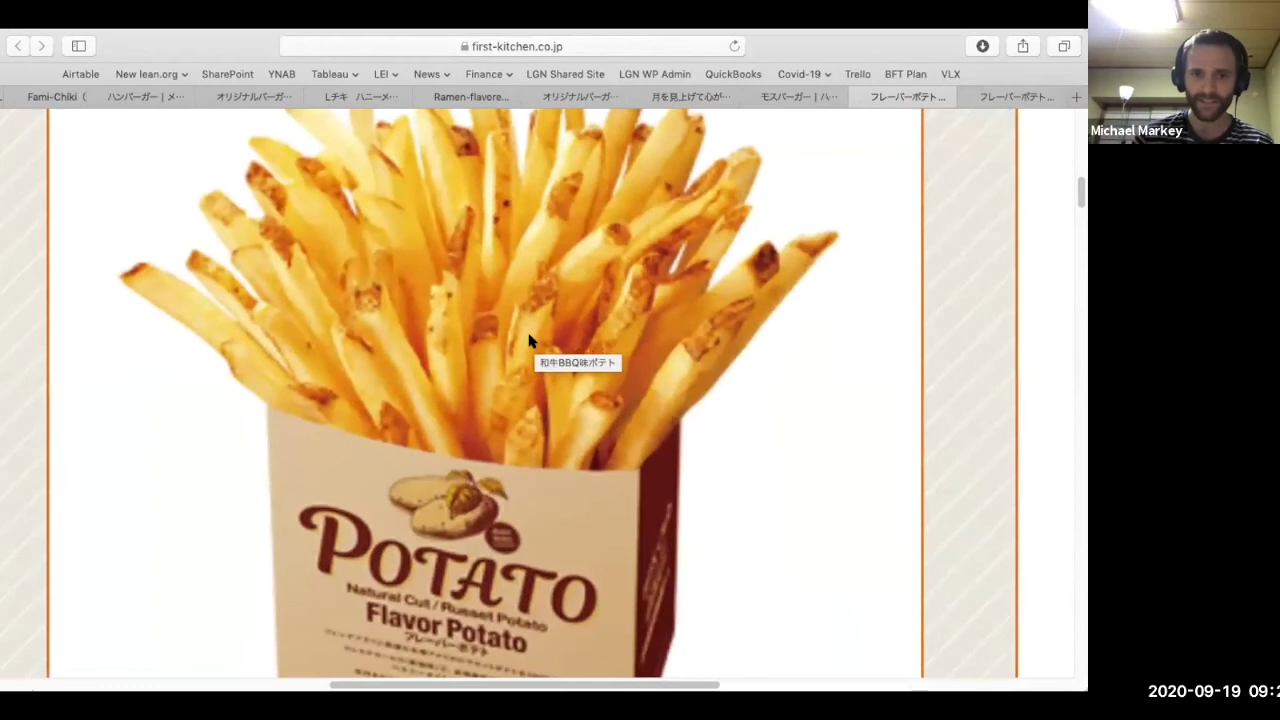 first-kitchen.co.jp
Airtable New lean.org SharePoint YNAB Tableau LEI News Finance LGN Shared Site LGN WP Admin QuickBooks Covid-19 Trello BFT Plan VLX
Fami-Chiki ( ハンバーガー | メ… オリジナルバーガ… Lチキ ハニーメ… Ramen-flavore... オリジナルバーガ… 月を見上げて心が… モスバーガー | ハ… フレーバーポテト… フレーバーポテト…
Michael Markey
和牛BBQ味ポテト
POTATO
Natural Cut / Russet Potato
Flavor Potato
フレーバーポテト
2020-09-19 09:2